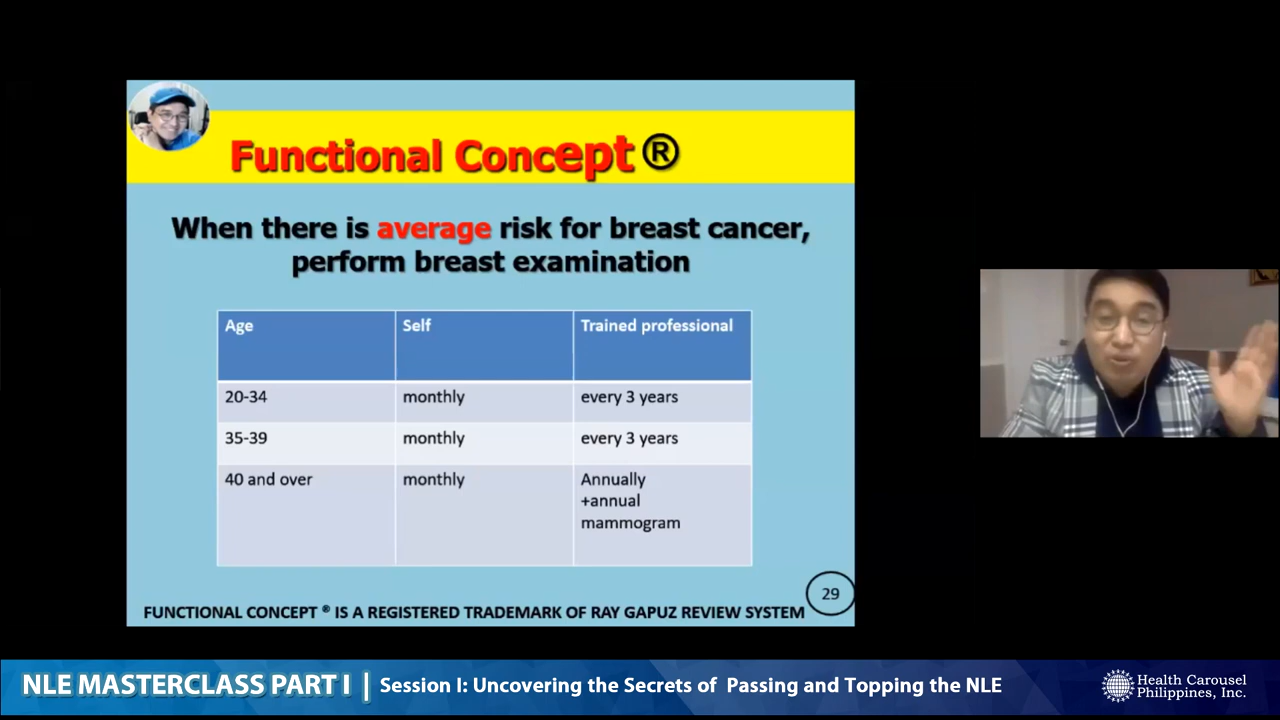 Functional Concept ®
When there is average risk for breast cancer,
perform breast examination
Age Self Trained professional
20-34 monthly every 3 years
35-39 monthly every 3 years
40 and over monthly Annually
+annual
mammogram
29
FUNCTIONAL CONCEPT ® IS A REGISTERED TRADEMARK OF RAY GAPUZ REVIEW SYSTEM
NLE MASTERCLASS PART I | Session I: Uncovering the Secrets of Passing and Topping the NLE
Health Carousel
Philippines, Inc.